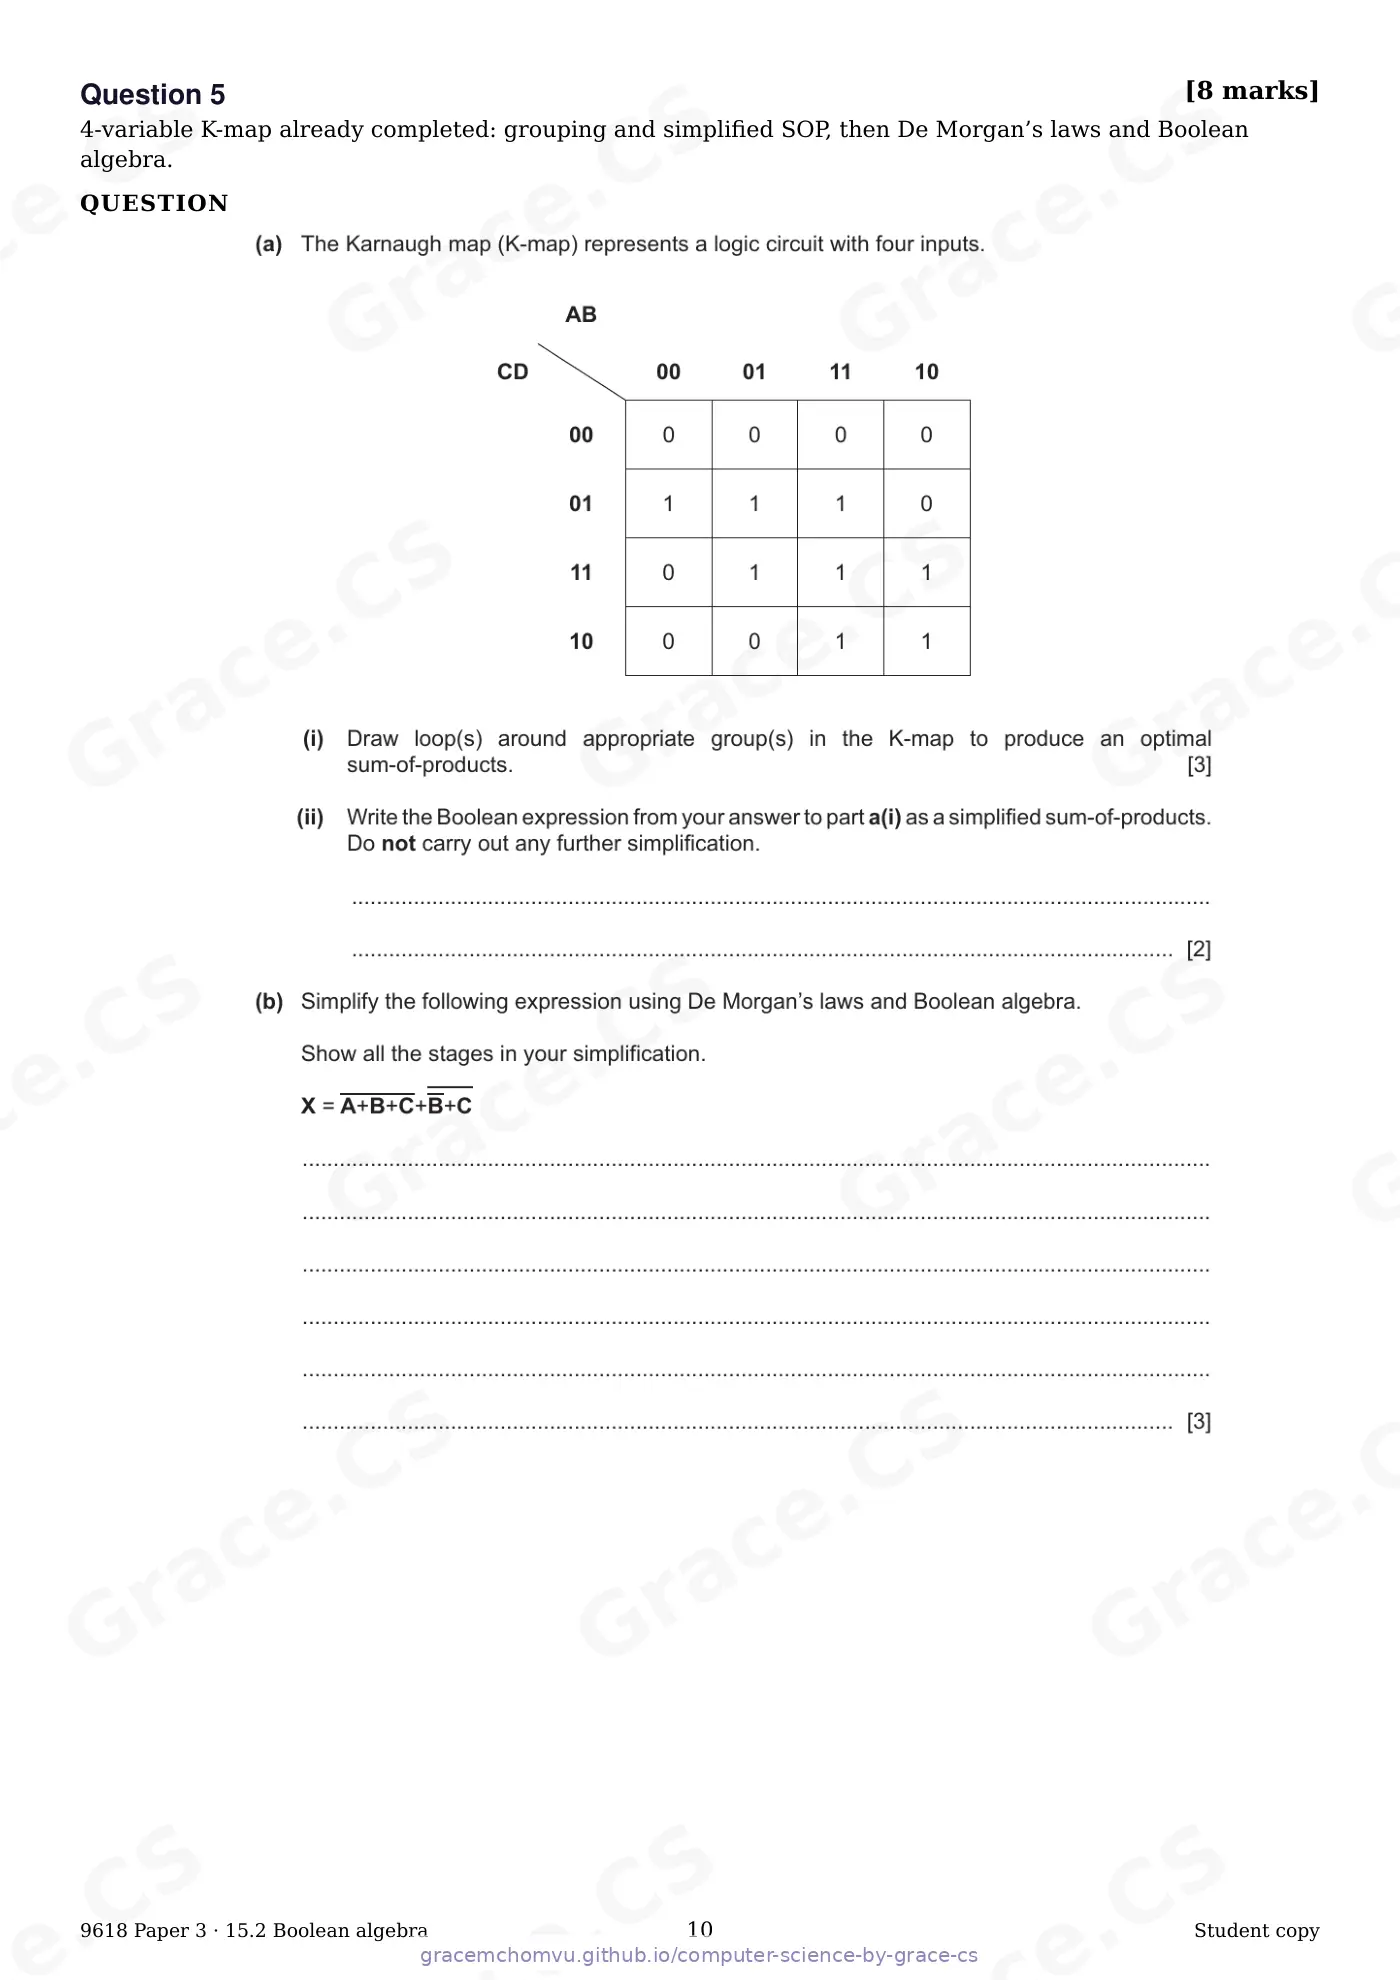 Question 5
[8 marks]
4-variable K-map already completed: grouping and simplified SOP, then De Morgan’s laws and Boolean
algebra.
QUESTION
(a) The Karnaugh map (K-map) represents a logic circuit with four inputs.
AB
CD 00 01 11 10
00 0 0 0 0
01 1 1 1 0
11 0 1 1 1
10 0 0 1 1
(i) Draw loop(s) around appropriate group(s) in the K-map to produce an optimal
sum-of-products. [3]
(ii) Write the Boolean expression from your answer to part a(i) as a simplified sum-of-products.
Do not carry out any further simplification.
[2]
(b) Simplify the following expression using De Morgan’s laws and Boolean algebra.
Show all the stages in your simplification.
X = A̅+̅B̅+̅C̅+B̿+̅C̅
[3]
9618 Paper 3 · 15.2 Boolean algebra 10 Student copy
gracemchomvu.github.io/computer-science-by-grace-cs
Grace.CS